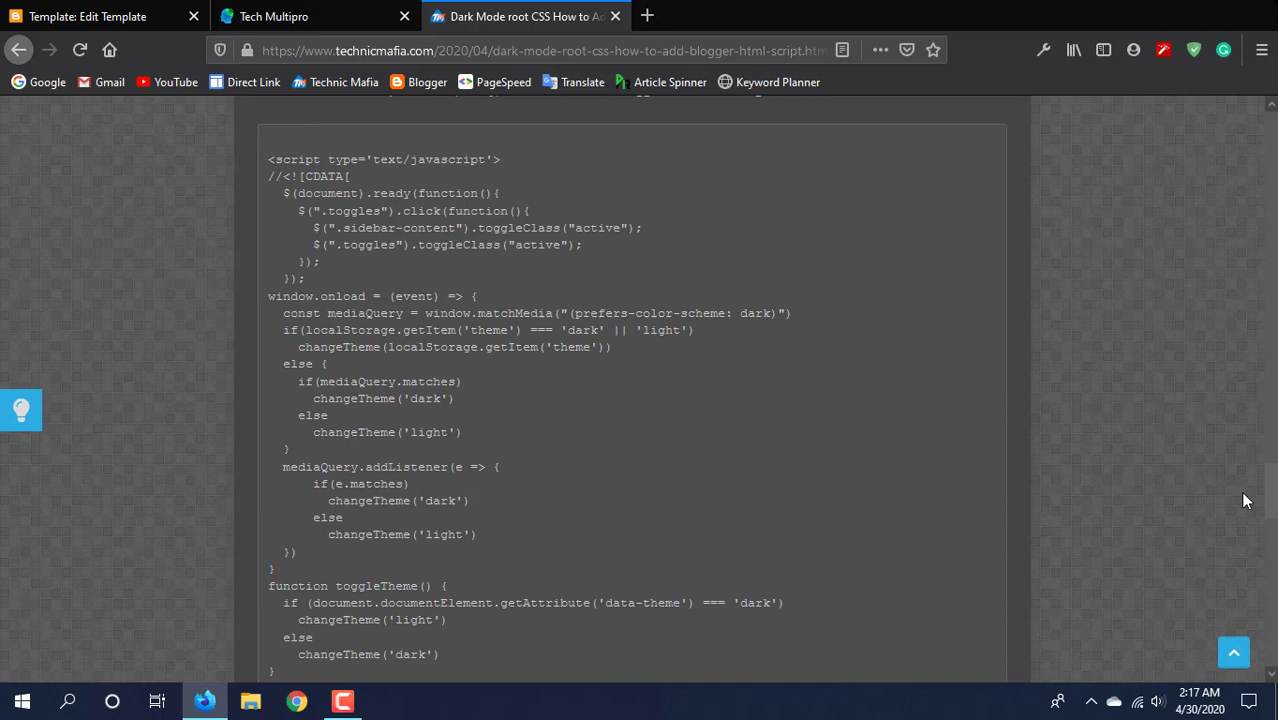 Template: Edit Template
Tech Multipro
Dark Mode root CSS How to Ad
https://www.technicmafia.com/2020/04/dark-mode-root-css-how-to-add-blogger-html-script.htm
Google Gmail YouTube Direct Link Technic Mafia Blogger PageSpeed Translate Article Spinner Keyword Planner
<script type='text/javascript'>
//<![CDATA[
$(document).ready(function(){
$(".toggles").click(function(){
$(".sidebar-content").toggleClass("active");
$(".toggles").toggleClass("active");
});
});
window.onload = (event) => {
const mediaQuery = window.matchMedia("(prefers-color-scheme: dark)")
if(localStorage.getItem('theme') === 'dark' || 'light')
changeTheme(localStorage.getItem('theme'))
else {
if(mediaQuery.matches)
changeTheme('dark')
else
changeTheme('light')
}
mediaQuery.addListener(e => {
if(e.matches)
changeTheme('dark')
else
changeTheme('light')
})
}
function toggleTheme() {
if (document.documentElement.getAttribute('data-theme') === 'dark')
changeTheme('light')
else
changeTheme('dark')
}
2:17 AM
4/30/2020